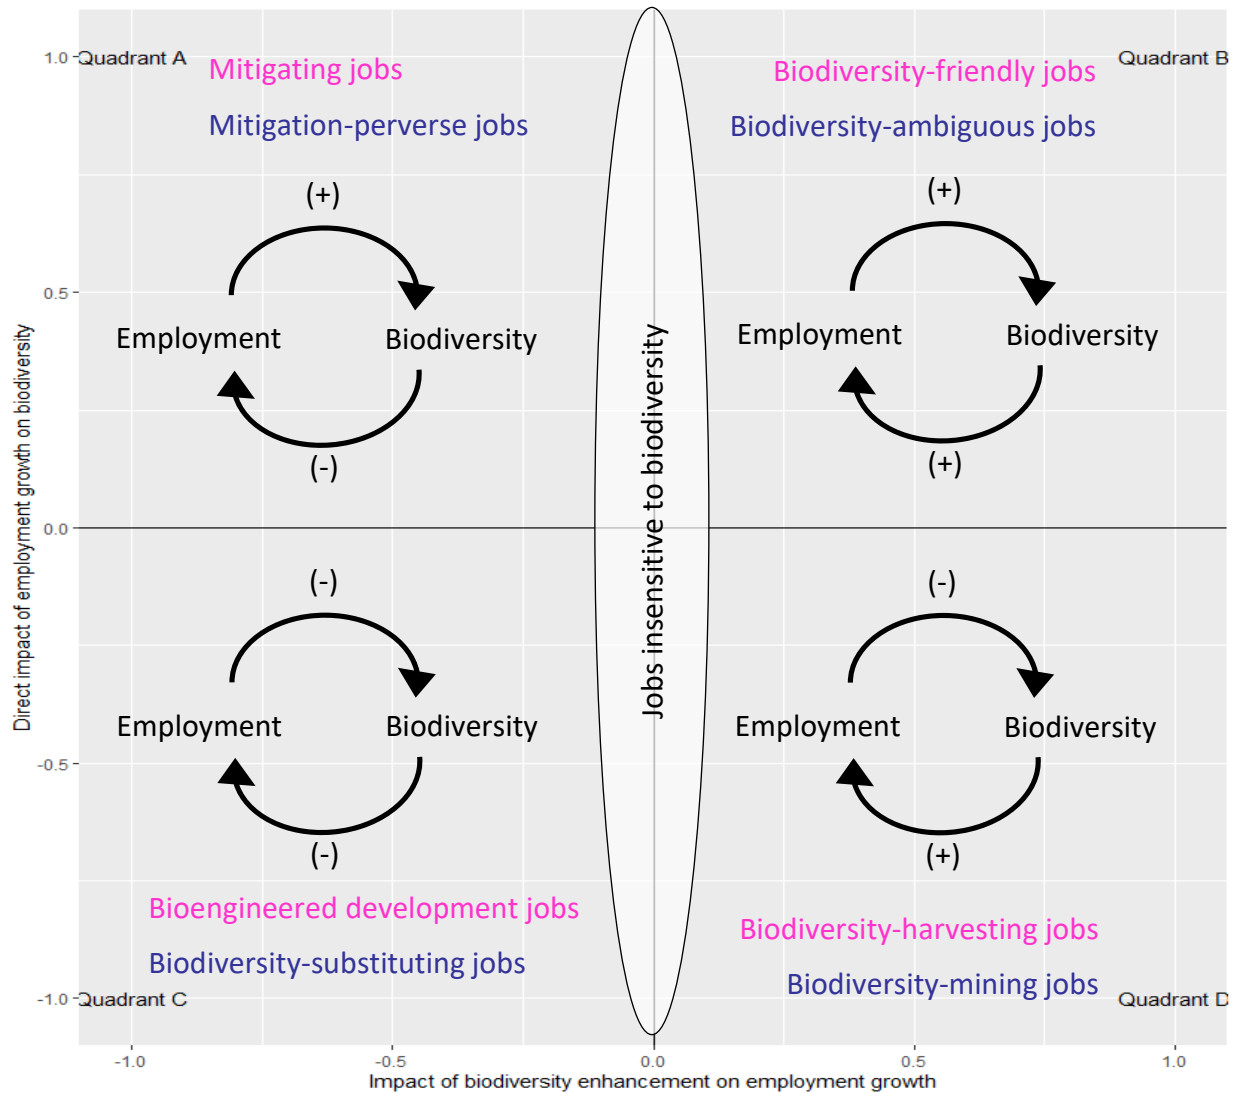 1.0
Quadrant A
Mitigating jobs
Mitigation-perverse jobs
(+)
Employment
Biodiversity
(-)
Quadrant B
Biodiversity-friendly jobs
Biodiversity-ambiguous jobs
(+)
Employment
Biodiversity
(+)
0.5
0.0
Jobs insensitive to biodiversity
Direct impact of employment growth on biodiversity
(-)
Employment
Biodiversity
(-)
Bioengineered development jobs
Biodiversity-substituting jobs
Quadrant C
(-)
Employment
Biodiversity
(+)
Biodiversity-harvesting jobs
Biodiversity-mining jobs
Quadrant D
-0.5
-1.0
-1.0
-0.5
0.0
0.5
1.0
Impact of biodiversity enhancement on employment growth